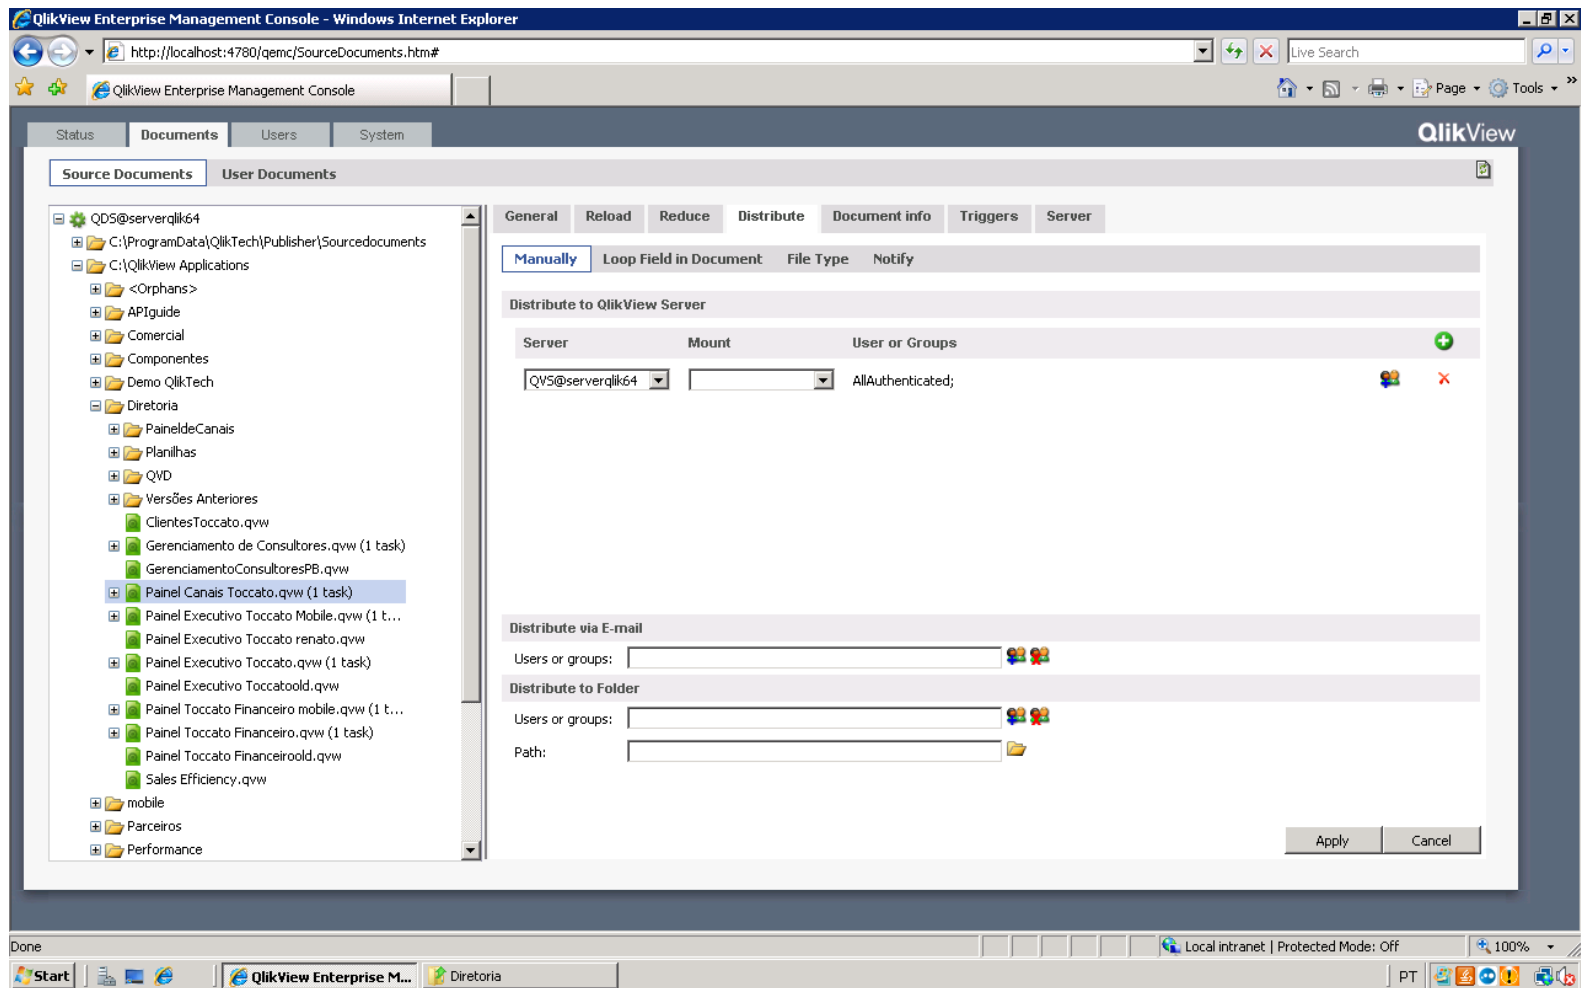 QlikView Enterprise Management Console - Windows Internet Explorer
http://localhost:4780/qemc/SourceDocuments.htm#
Live Search
QlikView Enterprise Management Console
Page
Tools
Status
Documents
Users
System
QlikView
Source Documents
User Documents
QDS@serverqlik64
C:\ProgramData\QlikTech\Publisher\Sourcedocuments
C:\QlikView Applications
<Orphans>
APIguide
Comercial
Componentes
Demo QlikTech
Diretoria
PaineldeCanais
Planilhas
QVD
Versões Anteriores
ClientesToccato.qvw
Gerenciamento de Consultores.qvw (1 task)
GerenciamentoConsultoresPB.qvw
Painel Canais Toccato.qvw (1 task)
Painel Executivo Toccato Mobile.qvw (1 t...
Painel Executivo Toccato renato.qvw
Painel Executivo Toccato.qvw (1 task)
Painel Executivo Toccatoold.qvw
Painel Toccato Financeiro mobile.qvw (1 t...
Painel Toccato Financeiro.qvw (1 task)
Painel Toccato Financeiroold.qvw
Sales Efficiency.qvw
mobile
Parceiros
Performance
General
Reload
Reduce
Distribute
Document info
Triggers
Server
Manually
Loop Field in Document
File Type
Notify
Distribute to QlikView Server
Server
Mount
User or Groups
QVS@serverqlik64
AllAuthenticated;
Distribute via E-mail
Users or groups:
Distribute to Folder
Users or groups:
Path:
Apply
Cancel
Done
Local intranet | Protected Mode: Off
100%
Start
QlikView Enterprise M...
Diretoria
PT